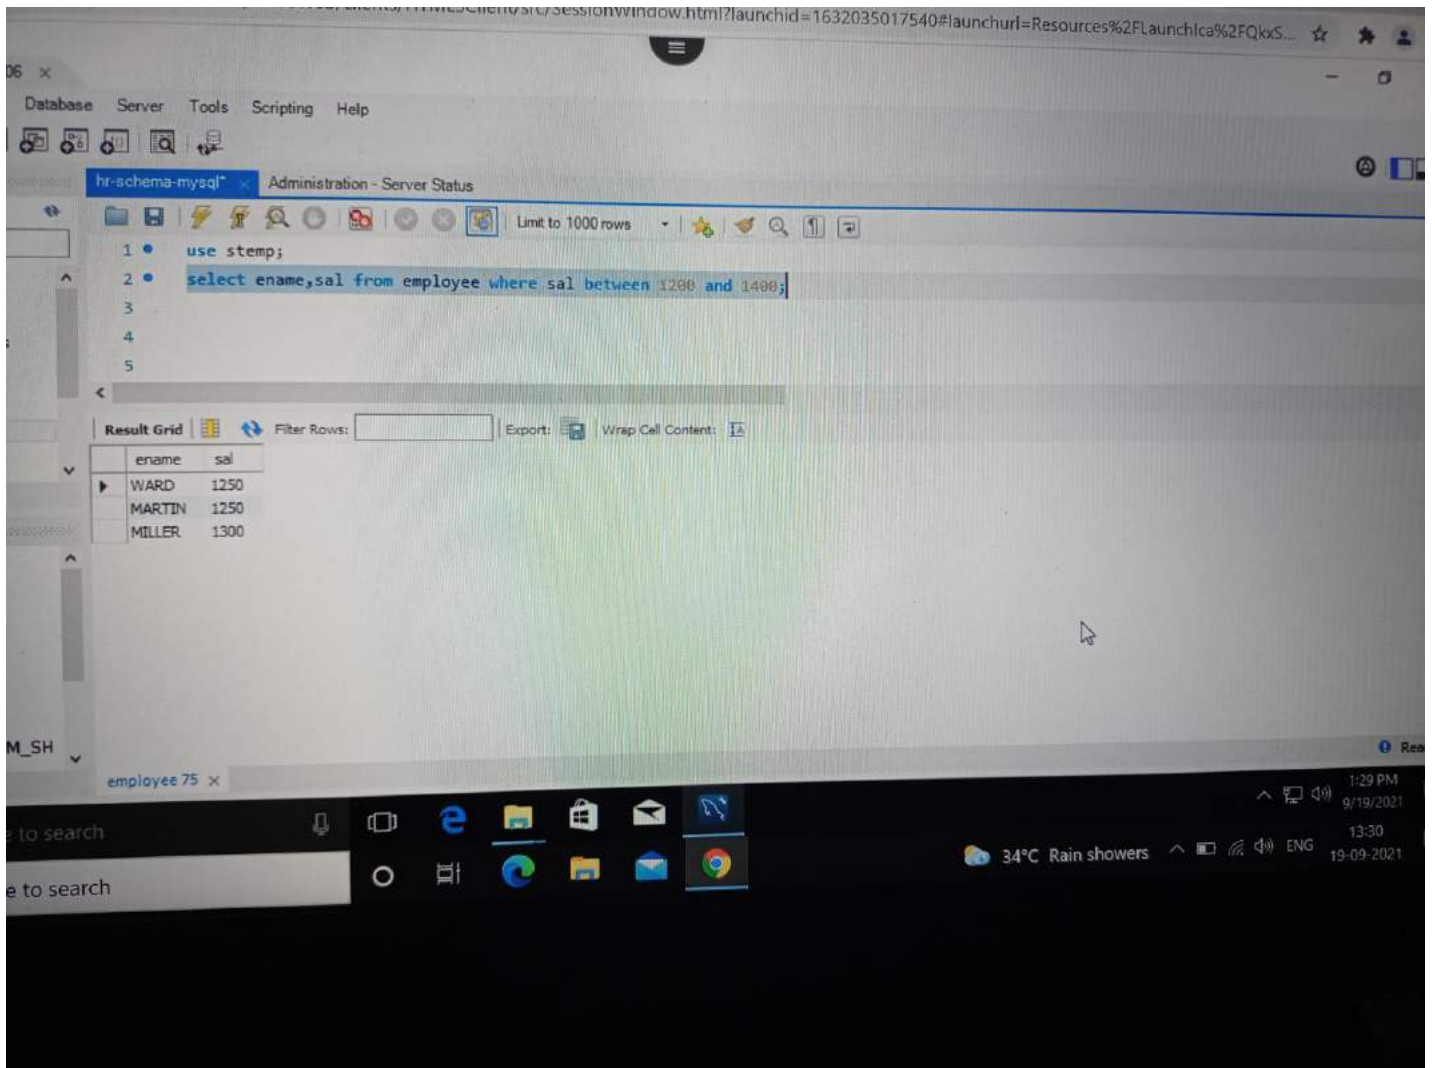 SessionWindow.html?launchid=1632035017540#launchurl=Resources%2FLaunchIca%2FQkxS...
06 ×
Database Server Tools Scripting Help
hr-schema-mysql* × Administration - Server Status
Limit to 1000 rows
1 use stemp;
2 select ename,sal from employee where sal between 1200 and 1400;
3
4
5
Result Grid Filter Rows: Export: Wrap Cell Content:
ename sal
WARD 1250
MARTIN 1250
MILLER 1300
M_SH
Rea
employee 75 ×
1:29 PM
e to search
9/19/2021
34°C Rain showers ENG 13:30
19-09-2021
e to search